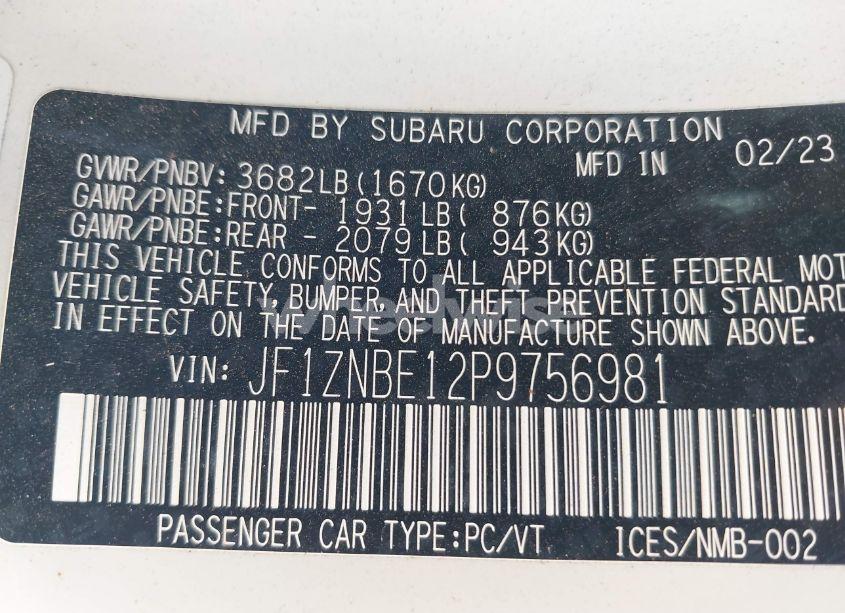 MFD BY SUBARU CORPORATION
MFD IN 02/23
GVWR/PNBV: 3682LB(1670KG)
GAWR/PNBE:FRONT- 1931LB( 876KG)
GAWR/PNBE:REAR - 2079LB( 943KG)
THIS VEHICLE CONFORMS TO ALL APPLICABLE FEDERAL MOT
VEHICLE SAFETY, BUMPER, AND THEFT PREVENTION STANDARD
IN EFFECT ON THE DATE OF MANUFACTURE SHOWN ABOVE.
wheelwise
VIN: JF1ZNBE12P9756981
PASSENGER CAR TYPE:PC/VT ICES/NMB-002